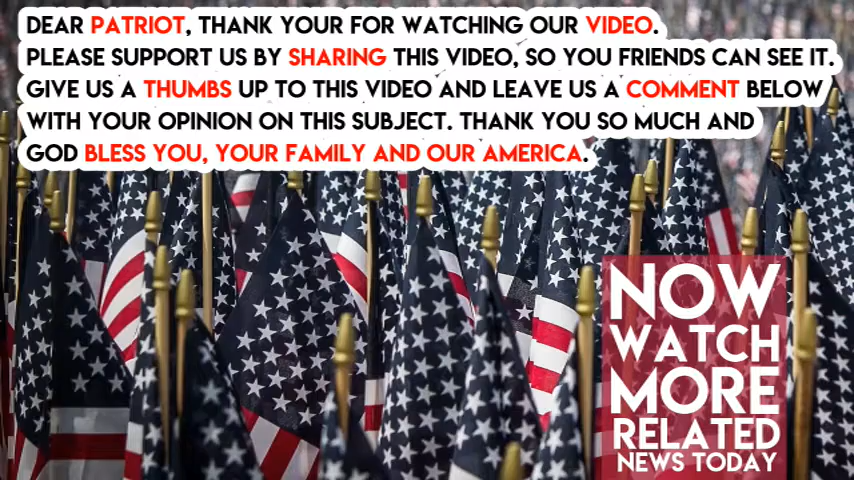 DEAR PATRIOT, THANK YOUR FOR WATCHING OUR VIDEO.
PLEASE SUPPORT US BY SHARING THIS VIDEO, SO YOU FRIENDS CAN SEE IT.
GIVE US A THUMBS UP TO THIS VIDEO AND LEAVE US A COMMENT BELOW
WITH YOUR OPINION ON THIS SUBJECT. THANK YOU SO MUCH AND
GOD BLESS YOU, YOUR FAMILY AND OUR AMERICA.
NOW
WATCH
MORE
RELATED
NEWS TODAY